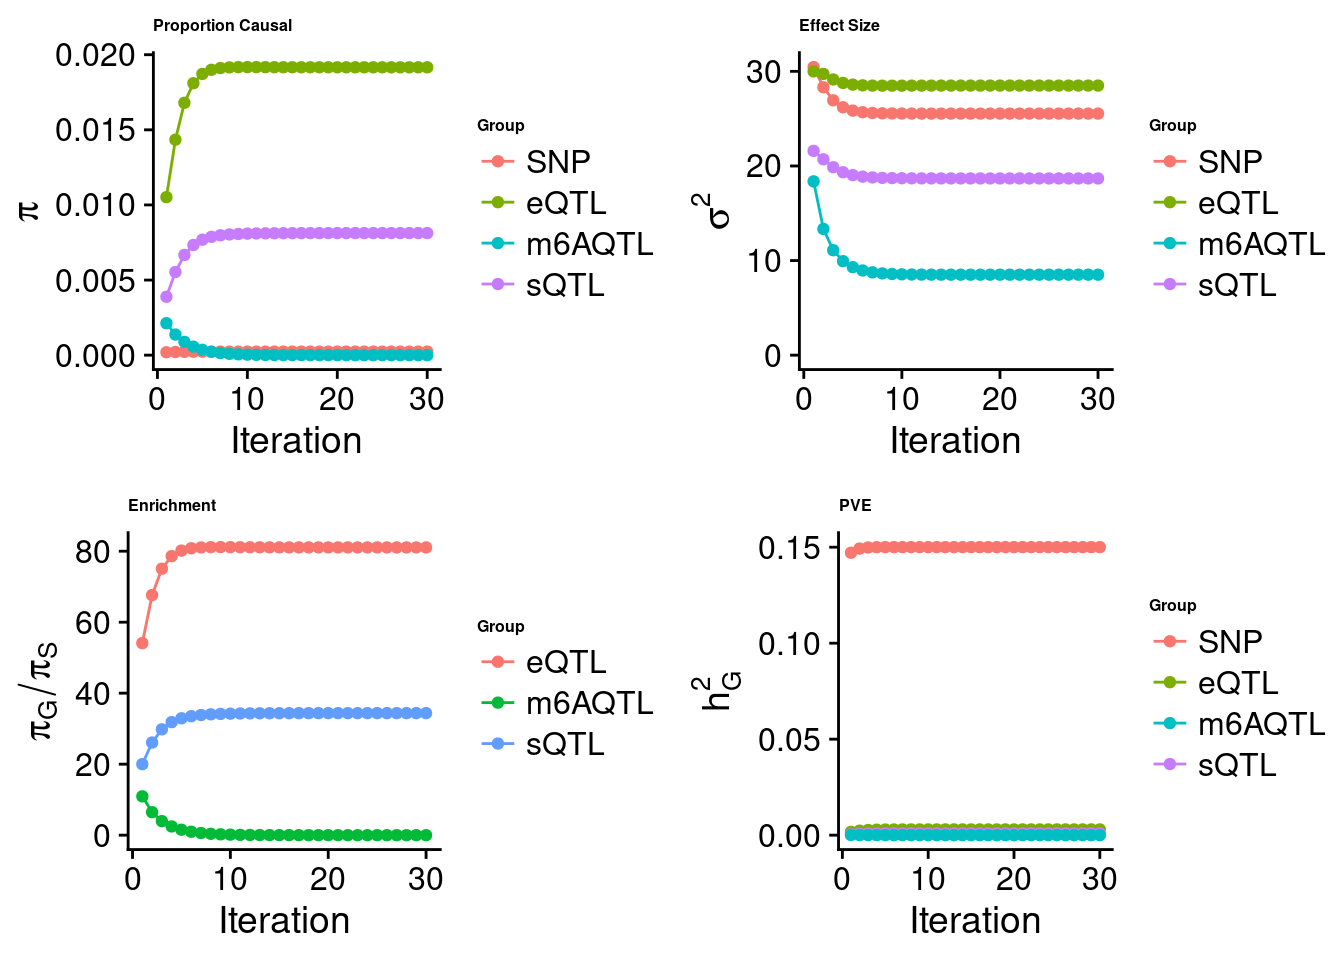 Proportion Causal
0.020
0.015
0.010
0.005
0.000
π
0 10 20 30
Iteration
Group
SNP
eQTL
m6AQTL
sQTL
Effect Size
30
20
10
0
σ²
0 10 20 30
Iteration
Group
SNP
eQTL
m6AQTL
sQTL
Enrichment
80
60
40
20
0
π_G/π_S
0 10 20 30
Iteration
Group
eQTL
m6AQTL
sQTL
PVE
0.15
0.10
0.05
0.00
h²_G
0 10 20 30
Iteration
Group
SNP
eQTL
m6AQTL
sQTL